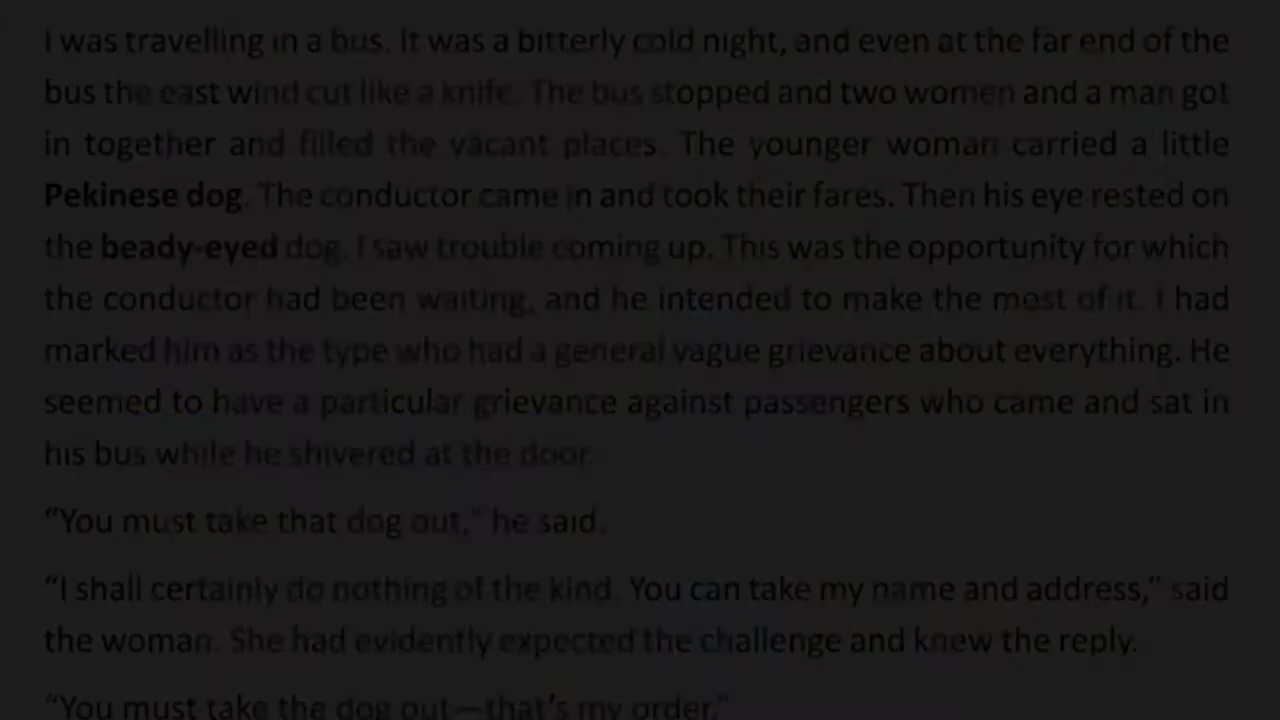 I was travelling in a bus. It was a bitterly cold night, and even at the far end of the
bus the east wind cut like a knife. The bus stopped and two women and a man got
in together and filled the vacant places. The younger woman carried a little
Pekinese dog. The conductor came in and took their fares. Then his eye rested on
the beady-eyed dog. I saw trouble coming up. This was the opportunity for which
the conductor had been waiting, and he intended to make the most of it. I had
marked him as the type who had a general vague grievance about everything. He
seemed to have a particular grievance against passengers who came and sat in
his bus while he shivered at the door.
“You must take that dog out,” he said.
“I shall certainly do nothing of the kind. You can take my name and address,” said
the woman. She had evidently expected the challenge and knew the reply.
“You must take the dog out—that’s my order.”